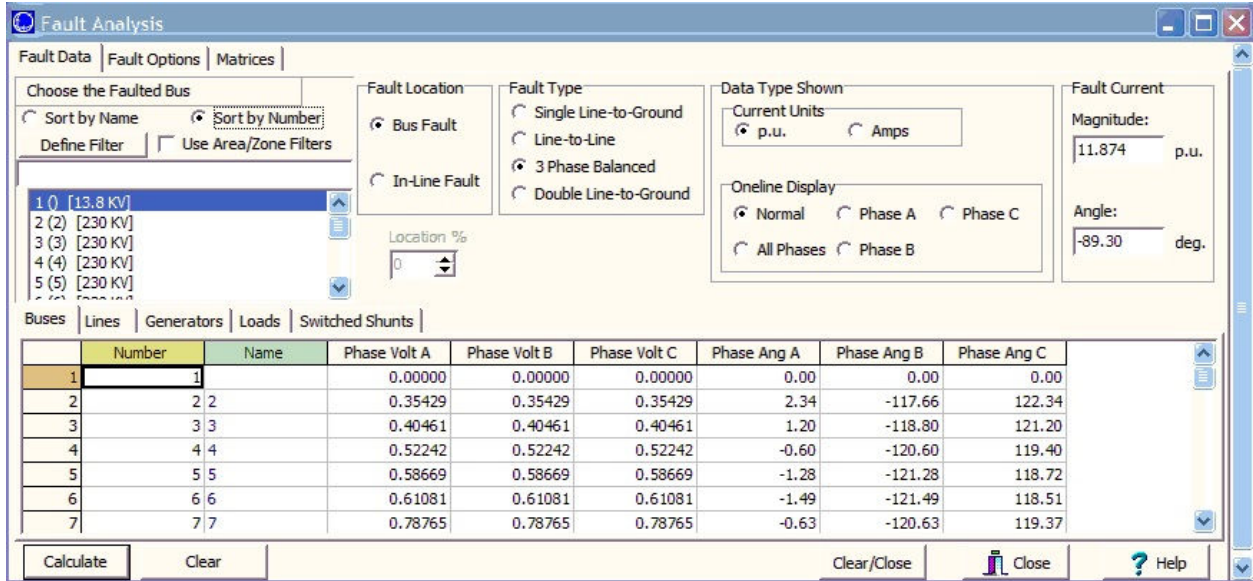 Fault Analysis
Fault Data Fault Options Matrices
Choose the Faulted Bus
Sort by Name Sort by Number
Define Filter Use Area/Zone Filters
1 () [13.8 KV]
2 (2) [230 KV]
3 (3) [230 KV]
4 (4) [230 KV]
5 (5) [230 KV]
Fault Location
Bus Fault
In-Line Fault
Location %
0
Fault Type
Single Line-to-Ground
Line-to-Line
3 Phase Balanced
Double Line-to-Ground
Data Type Shown
Current Units
p.u. Amps
Oneline Display
Normal Phase A Phase C
All Phases Phase B
Fault Current
Magnitude:
11.874 p.u.
Angle:
-89.30 deg.
Buses Lines Generators Loads Switched Shunts
Number Name Phase Volt A Phase Volt B Phase Volt C Phase Ang A Phase Ang B Phase Ang C
1 1 0.00000 0.00000 0.00000 0.00 0.00 0.00
2 2 2 0.35429 0.35429 0.35429 2.34 -117.66 122.34
3 3 3 0.40461 0.40461 0.40461 1.20 -118.80 121.20
4 4 4 0.52242 0.52242 0.52242 -0.60 -120.60 119.40
5 5 5 0.58669 0.58669 0.58669 -1.28 -121.28 118.72
6 6 6 0.61081 0.61081 0.61081 -1.49 -121.49 118.51
7 7 7 0.78765 0.78765 0.78765 -0.63 -120.63 119.37
Calculate Clear Clear/Close Close ? Help